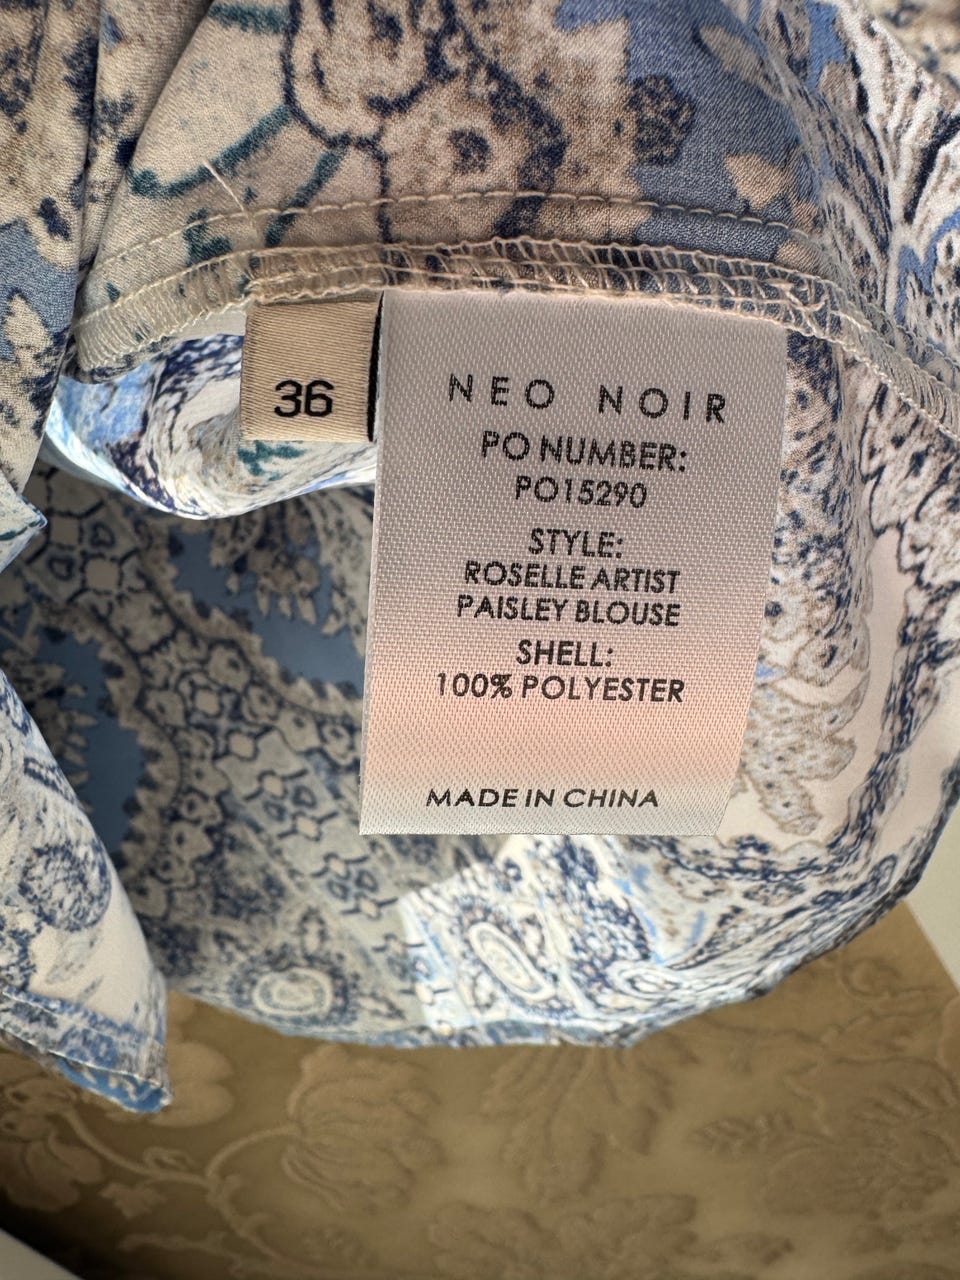 36
NEO NOIR
PO NUMBER:
PO15290
STYLE:
ROSELLE ARTIST
PAISLEY BLOUSE
SHELL:
100% POLYESTER
MADE IN CHINA